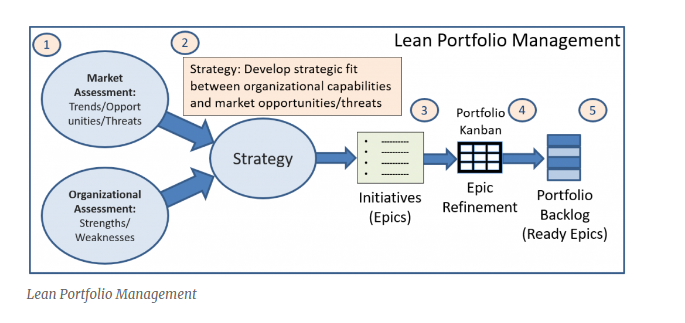 Lean Portfolio Management
1
2
Market
Assessment:
Trends/Opport
unities/Threats
Strategy: Develop strategic fit
between organizational capabilities
and market opportunities/threats
Strategy
Organizational
Assessment:
Strengths/
Weaknesses
3
Initiatives
(Epics)
Portfolio
Kanban
4
Epic
Refinement
5
Portfolio
Backlog
(Ready Epics)
Lean Portfolio Management